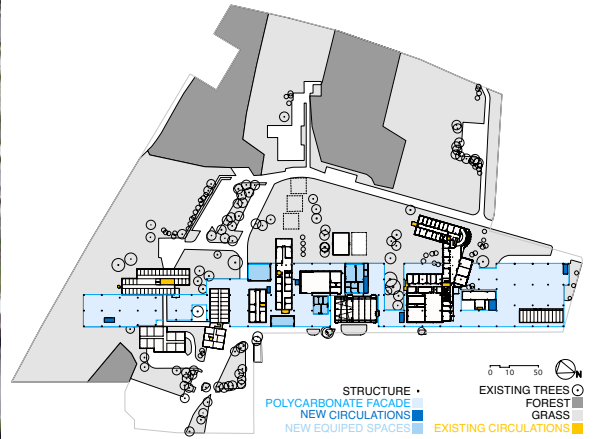 0 10 50
N
STRUCTURE
POLYCARBONATE FACADE
NEW CIRCULATIONS
NEW EQUIPED SPACES
EXISTING TREES
FOREST
GRASS
EXISTING CIRCULATIONS